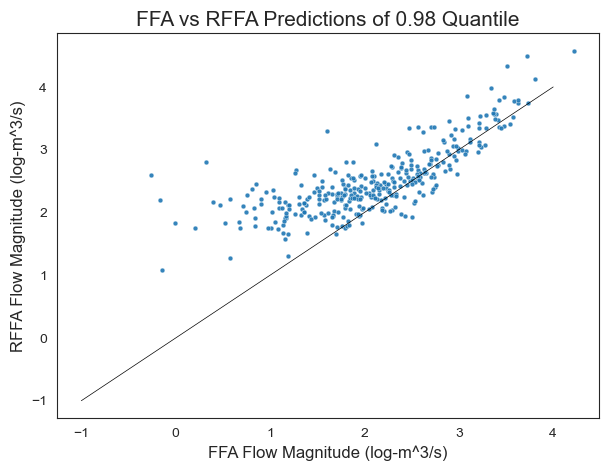 FFA vs RFFA Predictions of 0.98 Quantile
RFFA Flow Magnitude (log-m^3/s)
4
3
2
1
0
−1
−1 0 1 2 3 4
FFA Flow Magnitude (log-m^3/s)